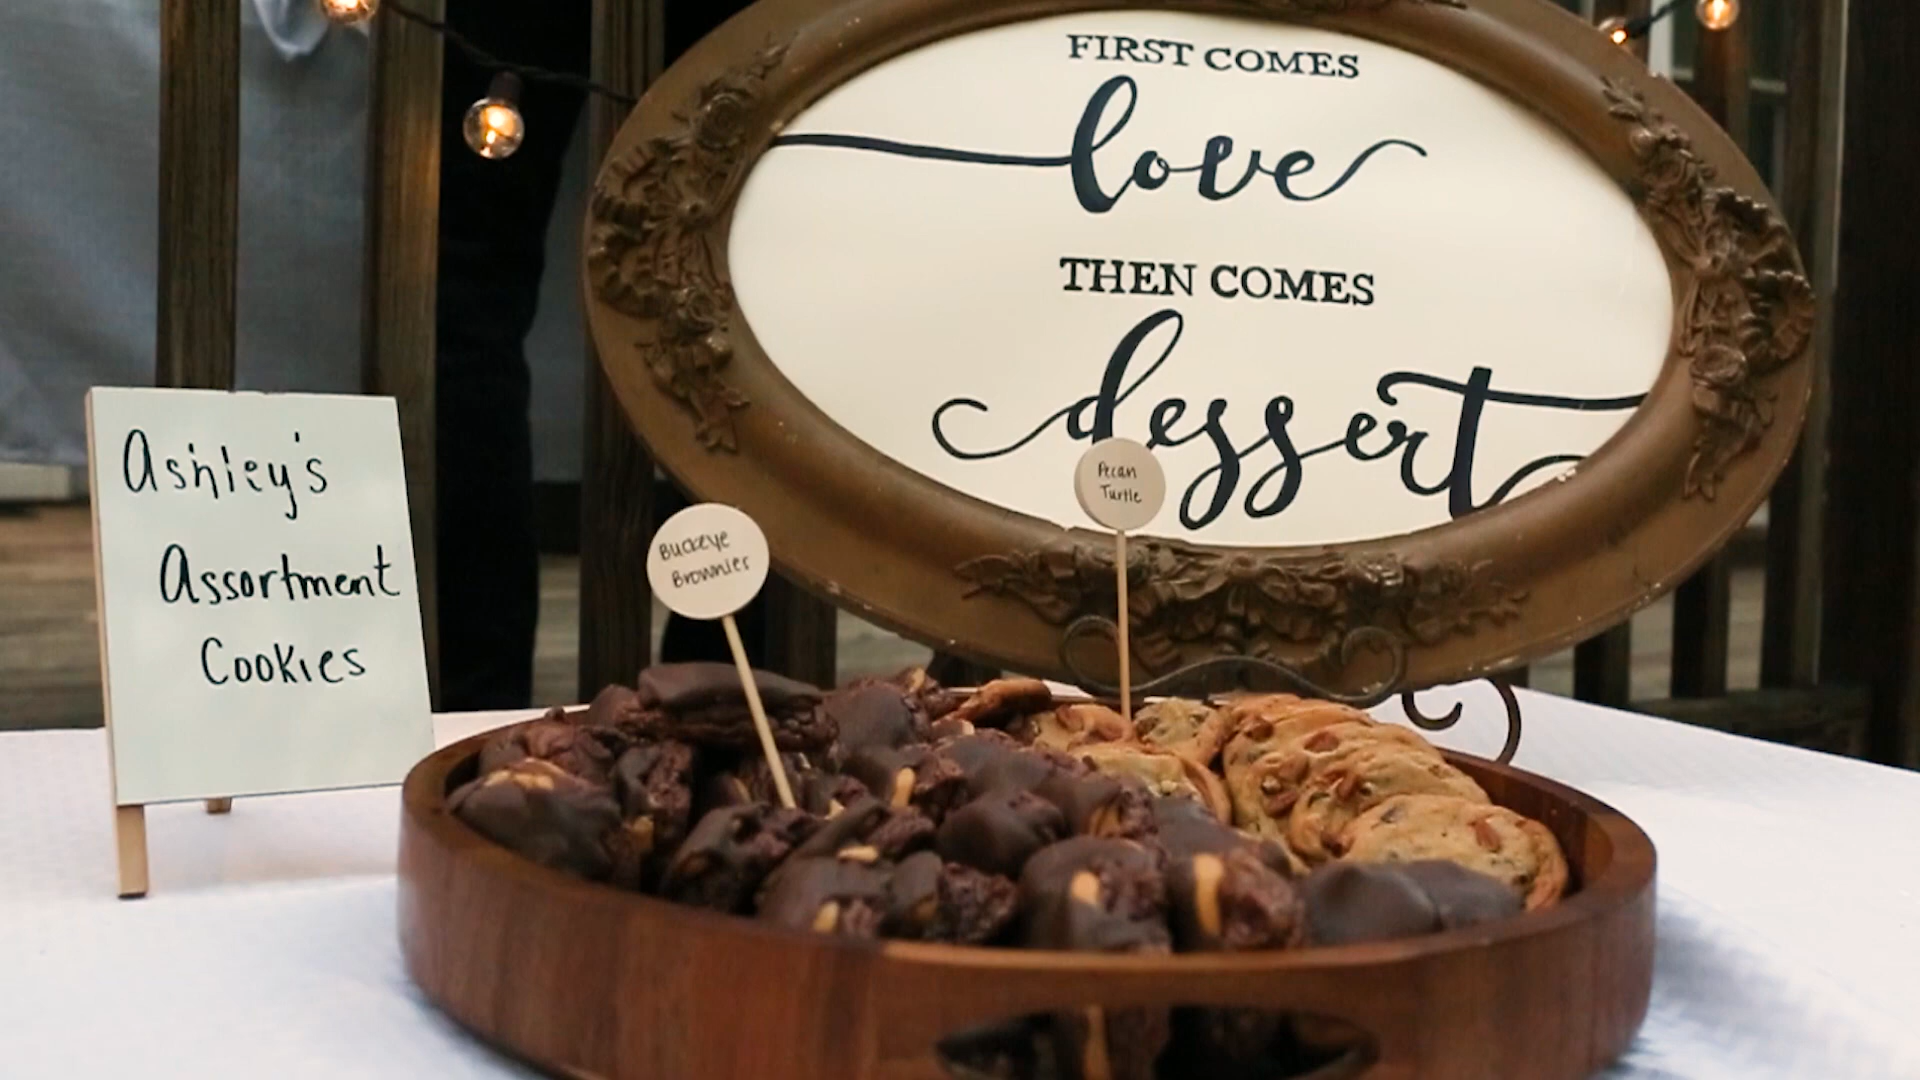 FIRST COMES
love
THEN COMES
dessert
Ashley's
Assortment
Cookies
Buckeye
Brownies
Pecan
Turtle